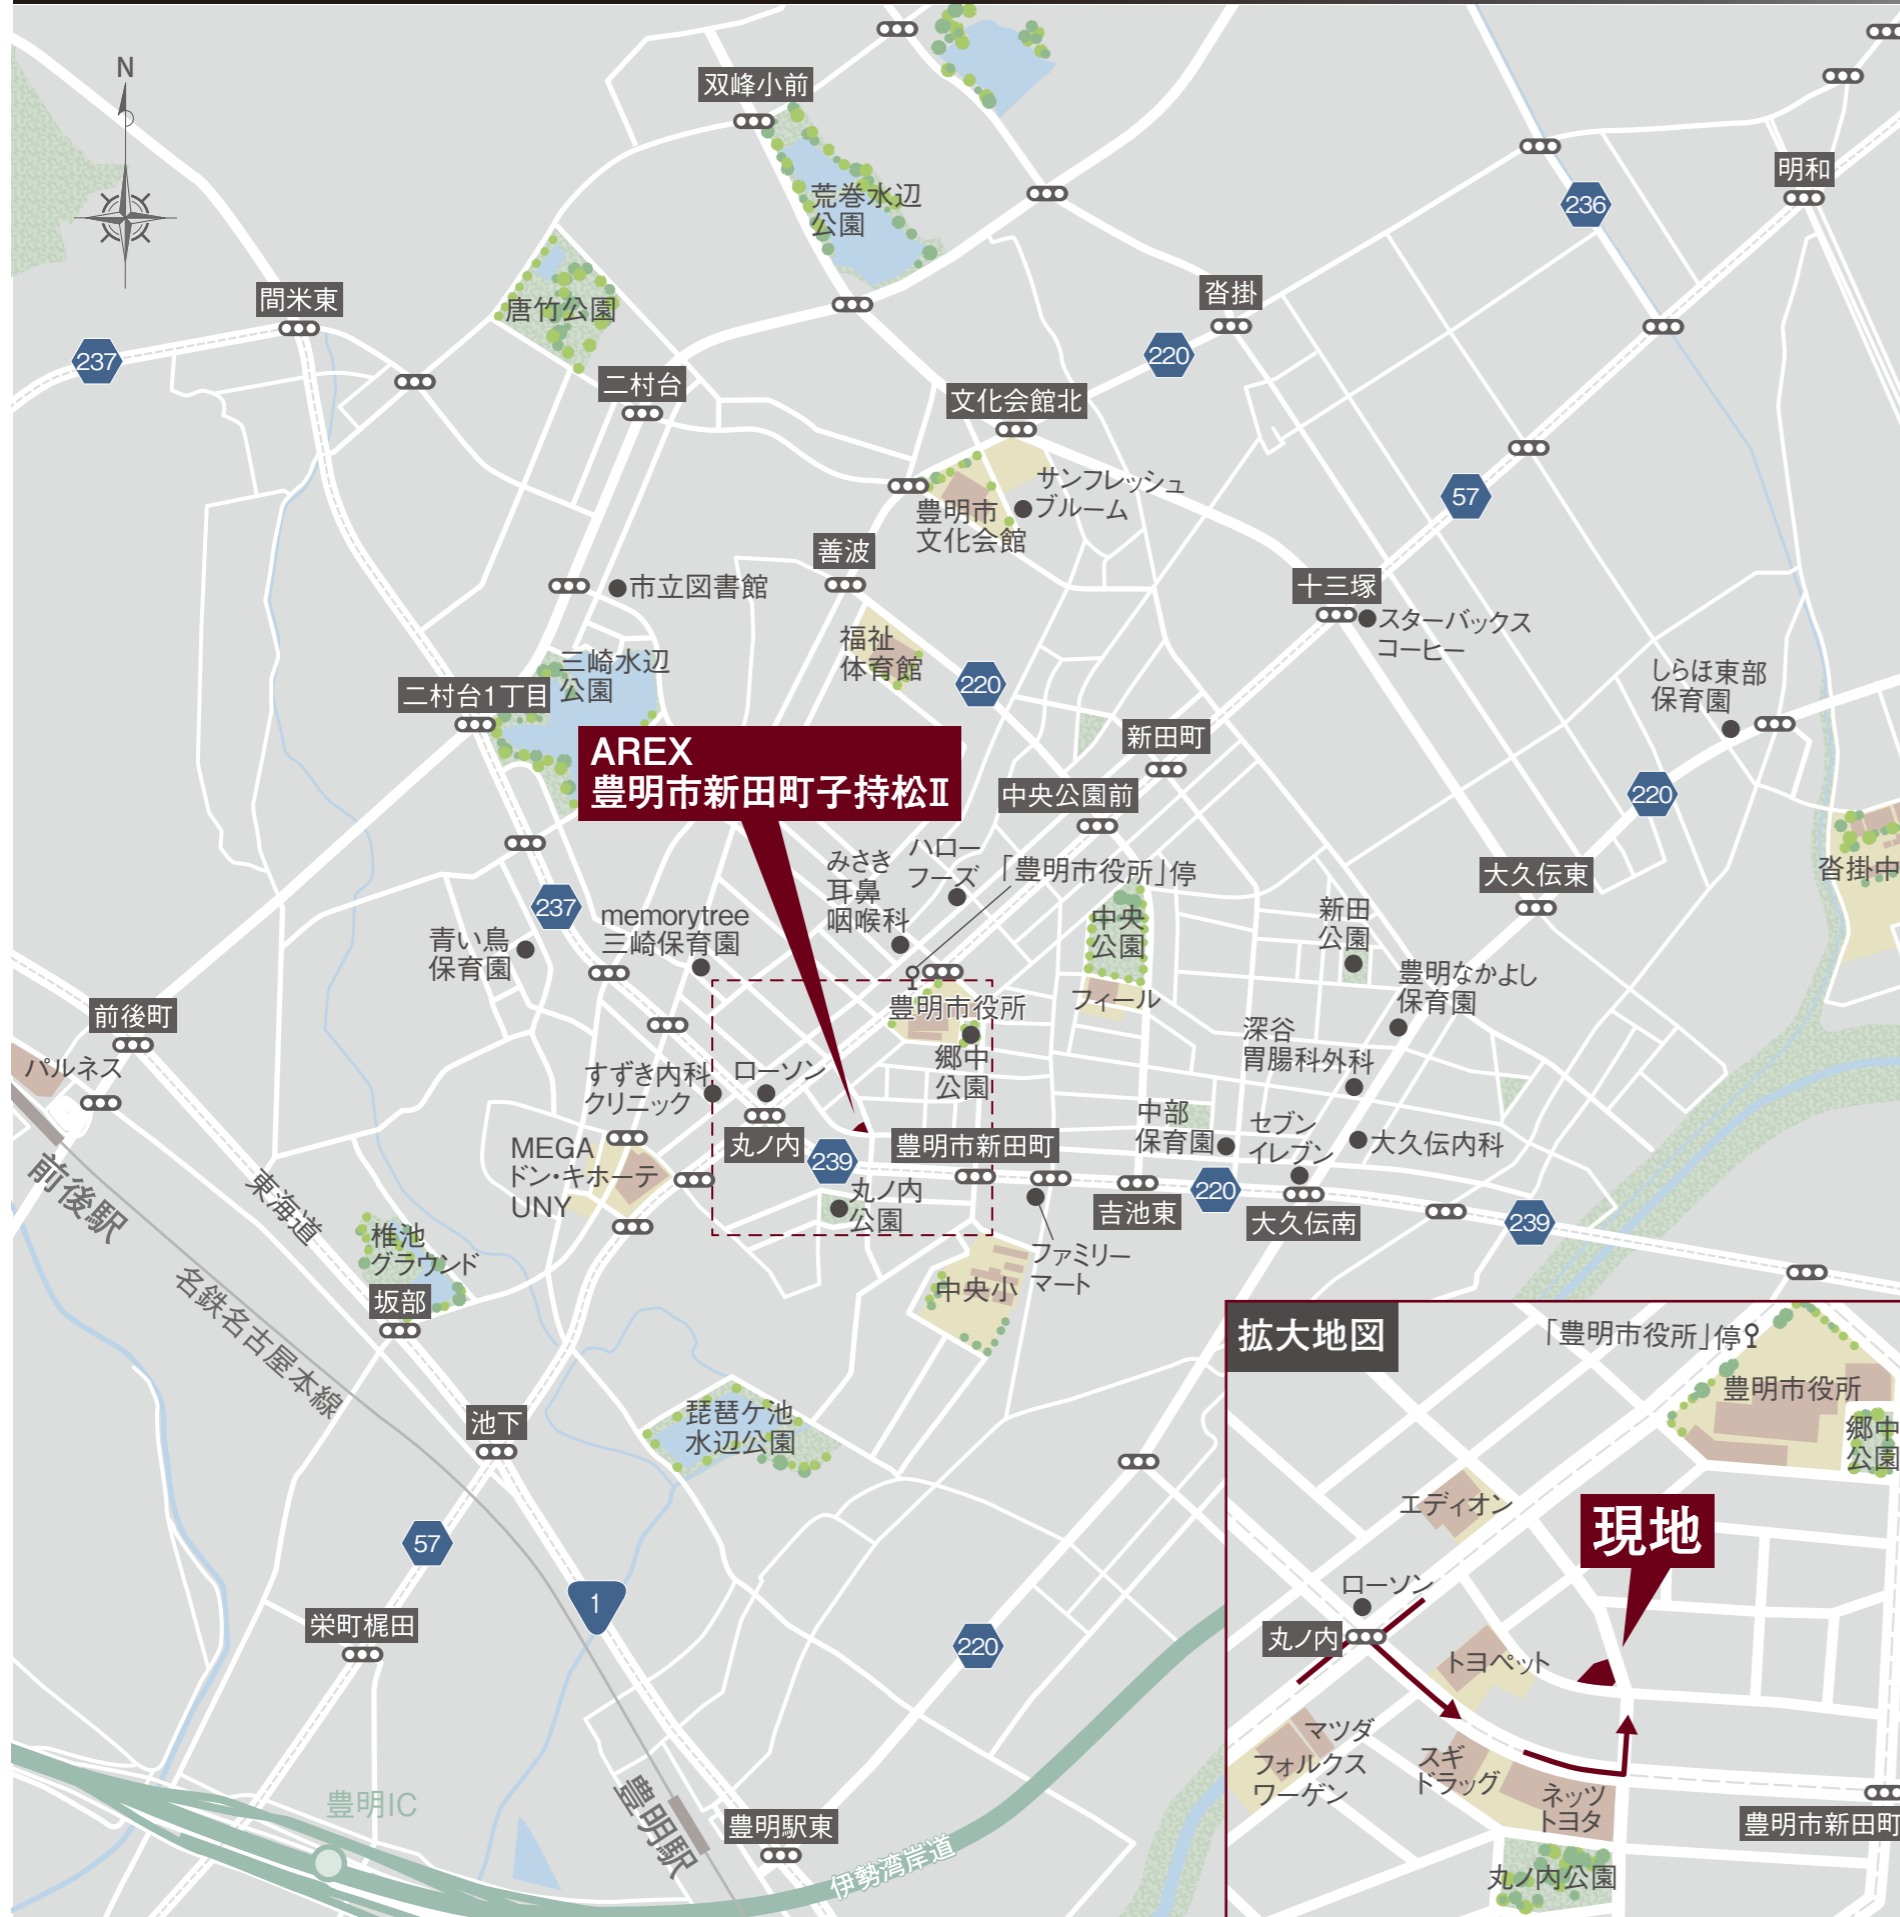 N
双峰小前
荒巻水辺
公園
236
明和
間米東
唐竹公園
沓掛
237
220
二村台
文化会館北
サンフレッシュ
ブルーム
豊明市
文化会館
57
善波
市立図書館
十三塚
スターバックス
コーヒー
福祉
体育館
三崎水辺
公園
二村台1丁目
220
しらほ東部
保育園
新田町
AREX
豊明市新田町子持松Ⅱ
中央公園前
220
みさき
耳鼻
咽喉科
ハロー
フーズ
「豊明市役所」停
大久伝東
沓掛中
237
memorytree
三崎保育園
青い鳥
保育園
中央
公園
新田
公園
豊明なかよし
保育園
前後町
豊明市役所
フィール
パルネス
郷中
公園
深谷
胃腸科外科
すずき内科
クリニック
ローソン
中部
保育園
セブン
イレブン
大久伝内科
MEGA
ドン・キホーテ
UNY
丸ノ内
239
豊明市新田町
前後駅
東海道
丸ノ内
公園
吉池東
220
大久伝南
239
椎池
グラウンド
ファミリー
マート
中央小
坂部
名鉄名古屋本線
拡大地図
「豊明市役所」停
豊明市役所
郷中
公園
琵琶ケ池
水辺公園
池下
エディオン
現地
57
1
ローソン
栄町梶田
220
丸ノ内
トヨペット
マツダ
フォルクス
ワーゲン
スギ
ドラッグ
ネッツ
トヨタ
豊明IC
豊明駅
豊明駅東
豊明市新田町
伊勢湾岸道
丸ノ内公園